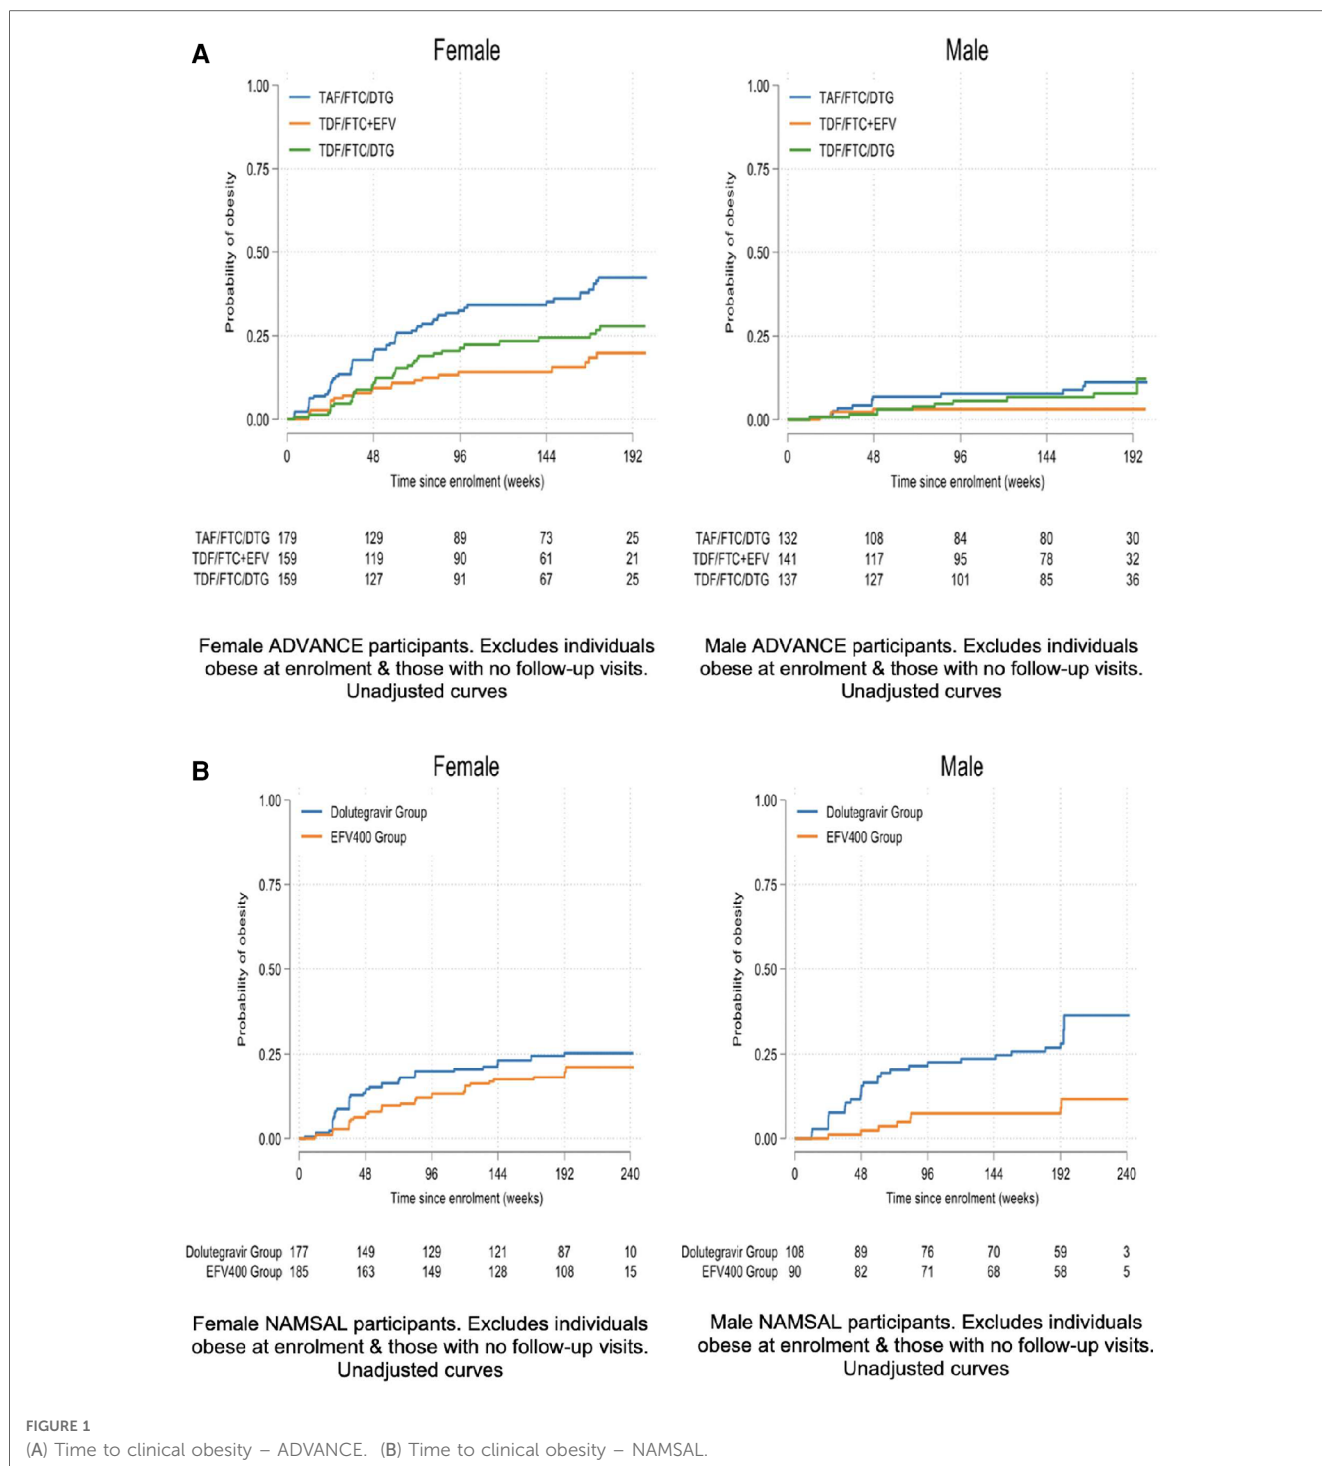 A
Female
1.00
0.75
0.50
0.25
0.00
Probability of obesity
TAF/FTC/DTG
TDF/FTC+EFV
TDF/FTC/DTG
0 48 96 144 192
Time since enrolment (weeks)
TAF/FTC/DTG 179 129 89 73 25
TDF/FTC+EFV 159 119 90 61 21
TDF/FTC/DTG 159 127 91 67 25
Female ADVANCE participants. Excludes individuals
obese at enrolment & those with no follow-up visits.
Unadjusted curves
Male
1.00
0.75
0.50
0.25
0.00
Probability of obesity
TAF/FTC/DTG
TDF/FTC+EFV
TDF/FTC/DTG
0 48 96 144 192
Time since enrolment (weeks)
TAF/FTC/DTG 132 108 84 80 30
TDF/FTC+EFV 141 117 95 78 32
TDF/FTC/DTG 137 127 101 85 36
Male ADVANCE participants. Excludes individuals
obese at enrolment & those with no follow-up visits.
Unadjusted curves
B
Female
1.00
0.75
0.50
0.25
0.00
Probability of obesity
Dolutegravir Group
EFV400 Group
0 48 96 144 192 240
Time since enrolment (weeks)
Dolutegravir Group 177 149 129 121 87 10
EFV400 Group 185 163 149 128 108 15
Female NAMSAL participants. Excludes individuals
obese at enrolment & those with no follow-up visits.
Unadjusted curves
Male
1.00
0.75
0.50
0.25
0.00
Probability of obesity
Dolutegravir Group
EFV400 Group
0 48 96 144 192 240
Time since enrolment (weeks)
Dolutegravir Group 108 89 76 70 59 3
EFV400 Group 90 82 71 68 58 5
Male NAMSAL participants. Excludes individuals
obese at enrolment & those with no follow-up visits.
Unadjusted curves
FIGURE 1
(A) Time to clinical obesity – ADVANCE. (B) Time to clinical obesity – NAMSAL.